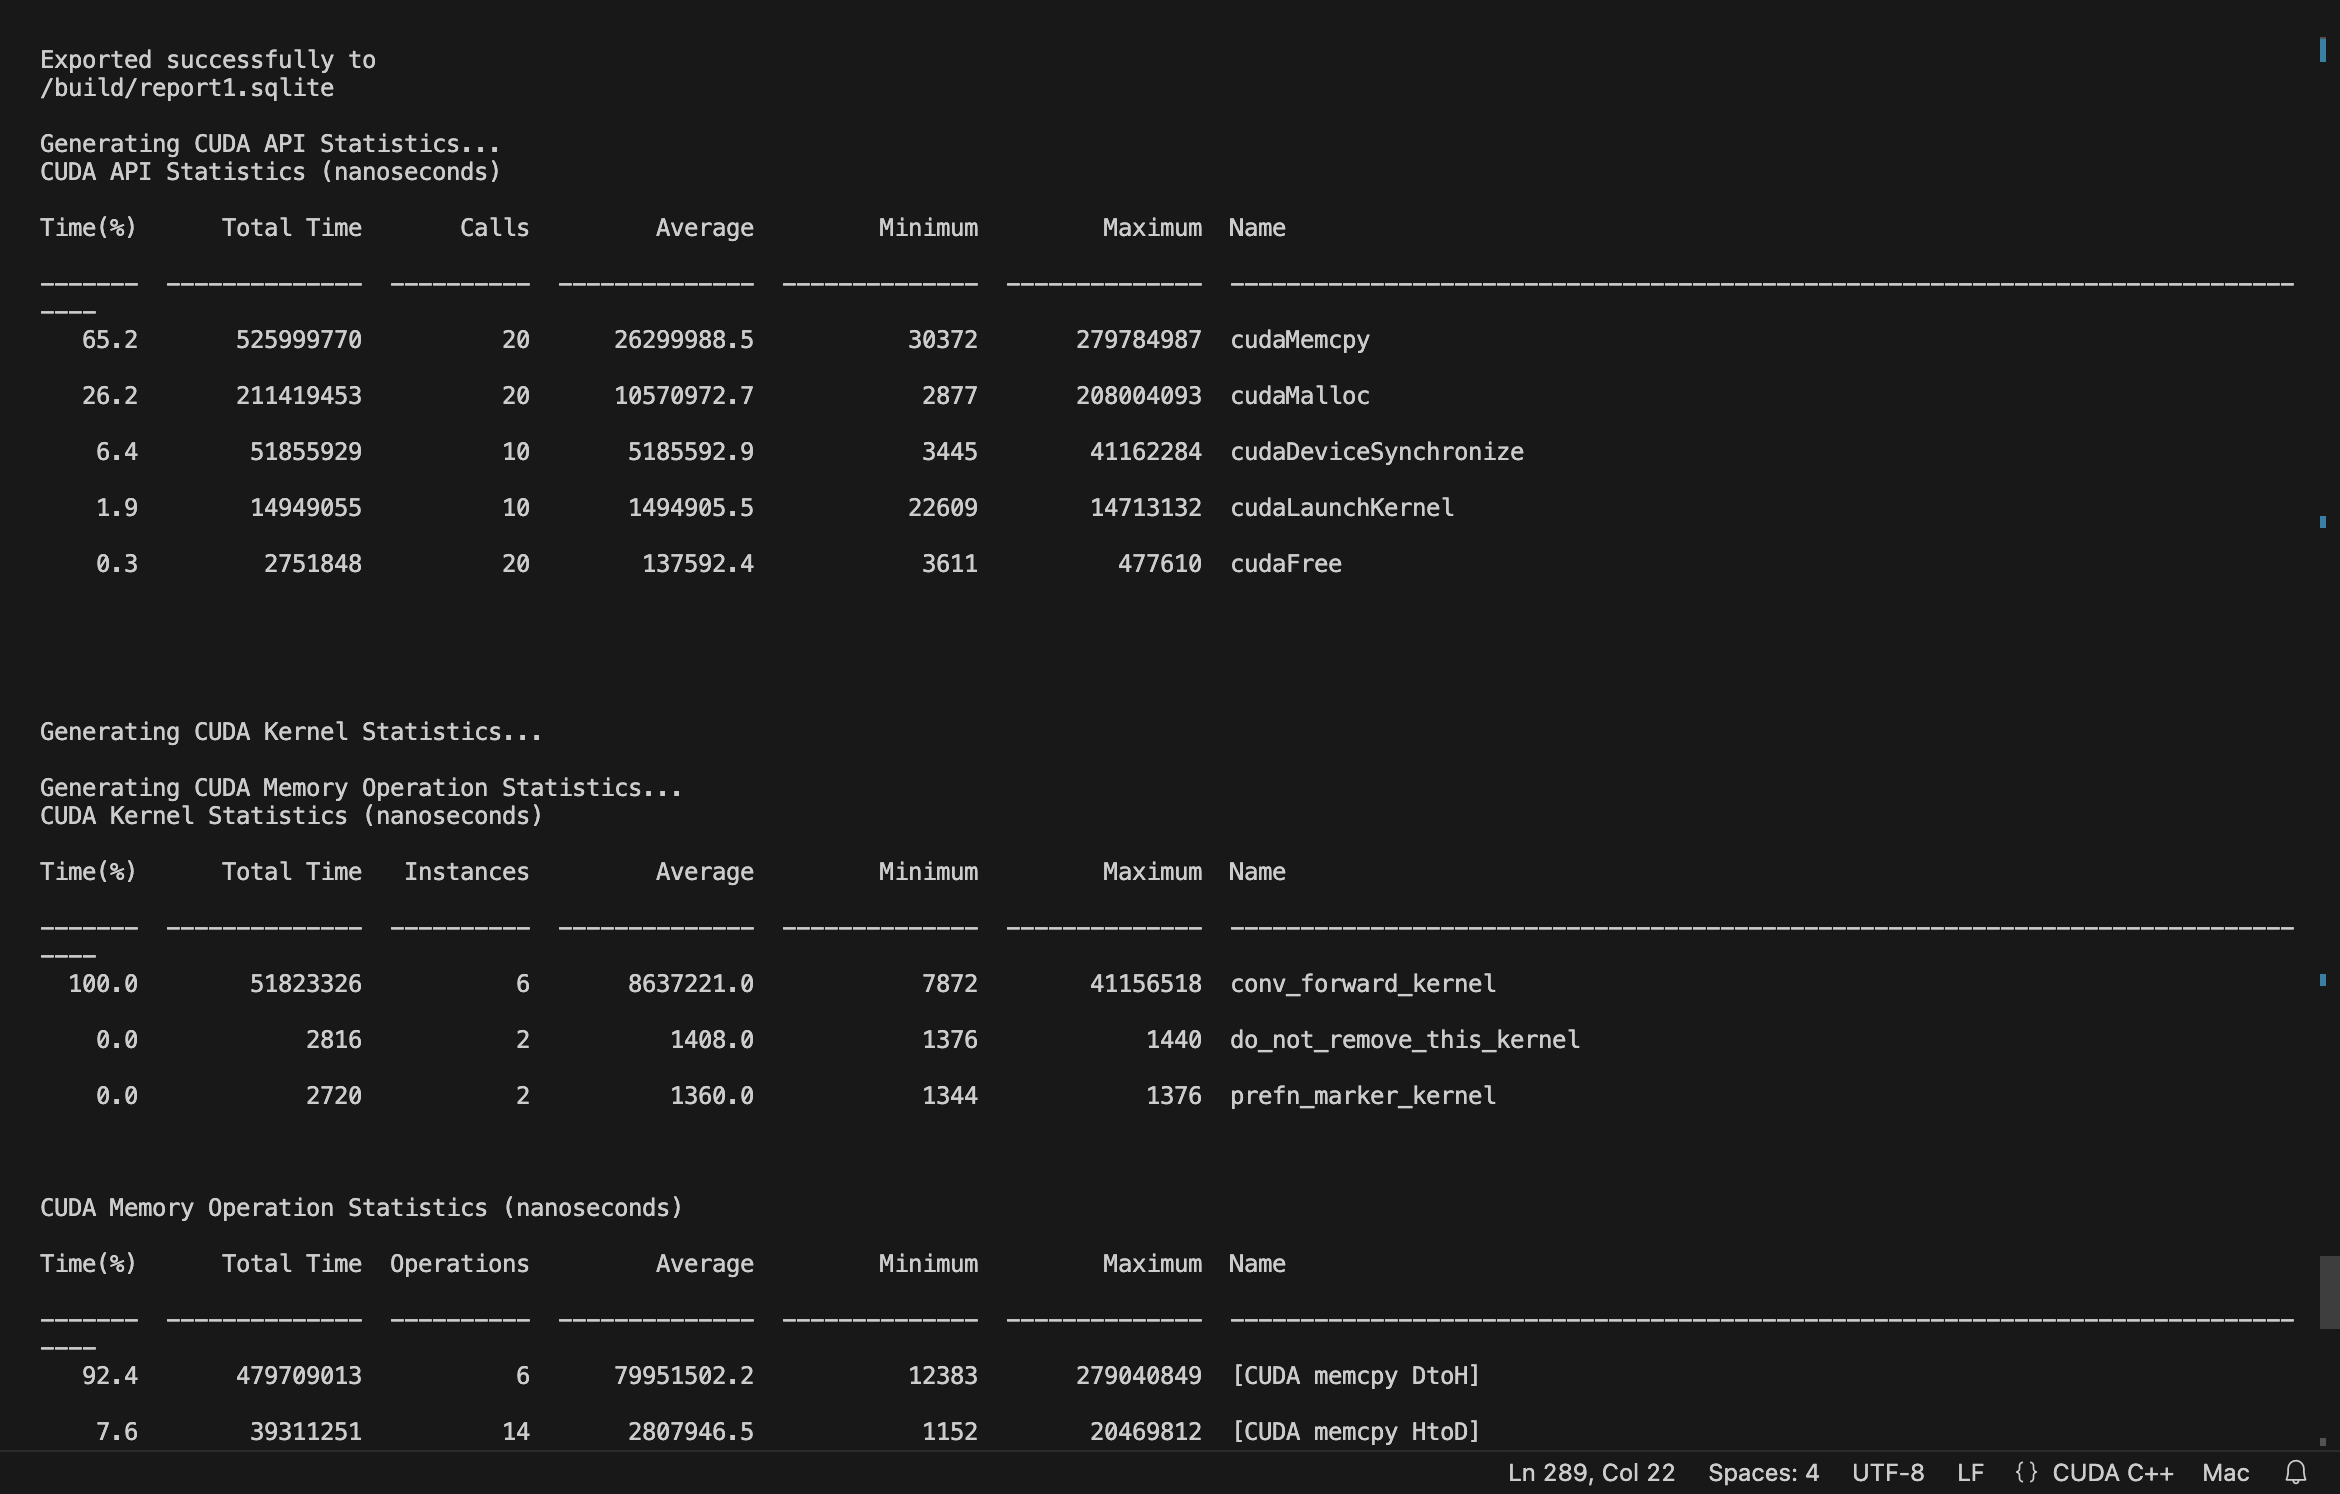 Exported successfully to
/build/report1.sqlite
Generating CUDA API Statistics...
CUDA API Statistics (nanoseconds)
Time(%)      Total Time       Calls         Average         Minimum         Maximum  Name
-------  --------------  ----------  --------------  --------------  --------------  ----------------------------------------------------------------------------
----
   65.2       525999770          20      26299988.5           30372       279784987  cudaMemcpy
   26.2       211419453          20      10570972.7            2877       208004093  cudaMalloc
    6.4        51855929          10       5185592.9            3445        41162284  cudaDeviceSynchronize
    1.9        14949055          10       1494905.5           22609        14713132  cudaLaunchKernel
    0.3         2751848          20        137592.4            3611          477610  cudaFree
Generating CUDA Kernel Statistics...
Generating CUDA Memory Operation Statistics...
CUDA Kernel Statistics (nanoseconds)
Time(%)      Total Time   Instances         Average         Minimum         Maximum  Name
-------  --------------  ----------  --------------  --------------  --------------  ----------------------------------------------------------------------------
----
  100.0        51823326           6       8637221.0            7872        41156518  conv_forward_kernel
    0.0            2816           2          1408.0            1376            1440  do_not_remove_this_kernel
    0.0            2720           2          1360.0            1344            1376  prefn_marker_kernel
CUDA Memory Operation Statistics (nanoseconds)
Time(%)      Total Time  Operations         Average         Minimum         Maximum  Name
-------  --------------  ----------  --------------  --------------  --------------  ----------------------------------------------------------------------------
----
   92.4       479709013           6      79951502.2           12383       279040849  [CUDA memcpy DtoH]
    7.6        39311251          14       2807946.5            1152        20469812  [CUDA memcpy HtoD]
Ln 289, Col 22  Spaces: 4  UTF-8  LF  {} CUDA C++  Mac